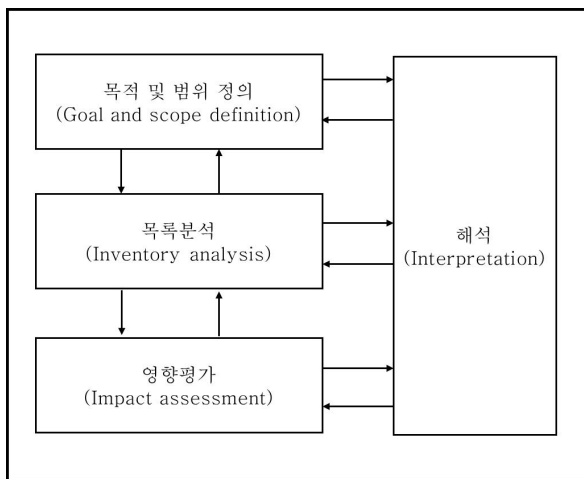 목적 및 범위 정의
(Goal and scope definition)
목록분석
(Inventory analysis)
영향평가
(Impact assessment)
해석
(Interpretation)